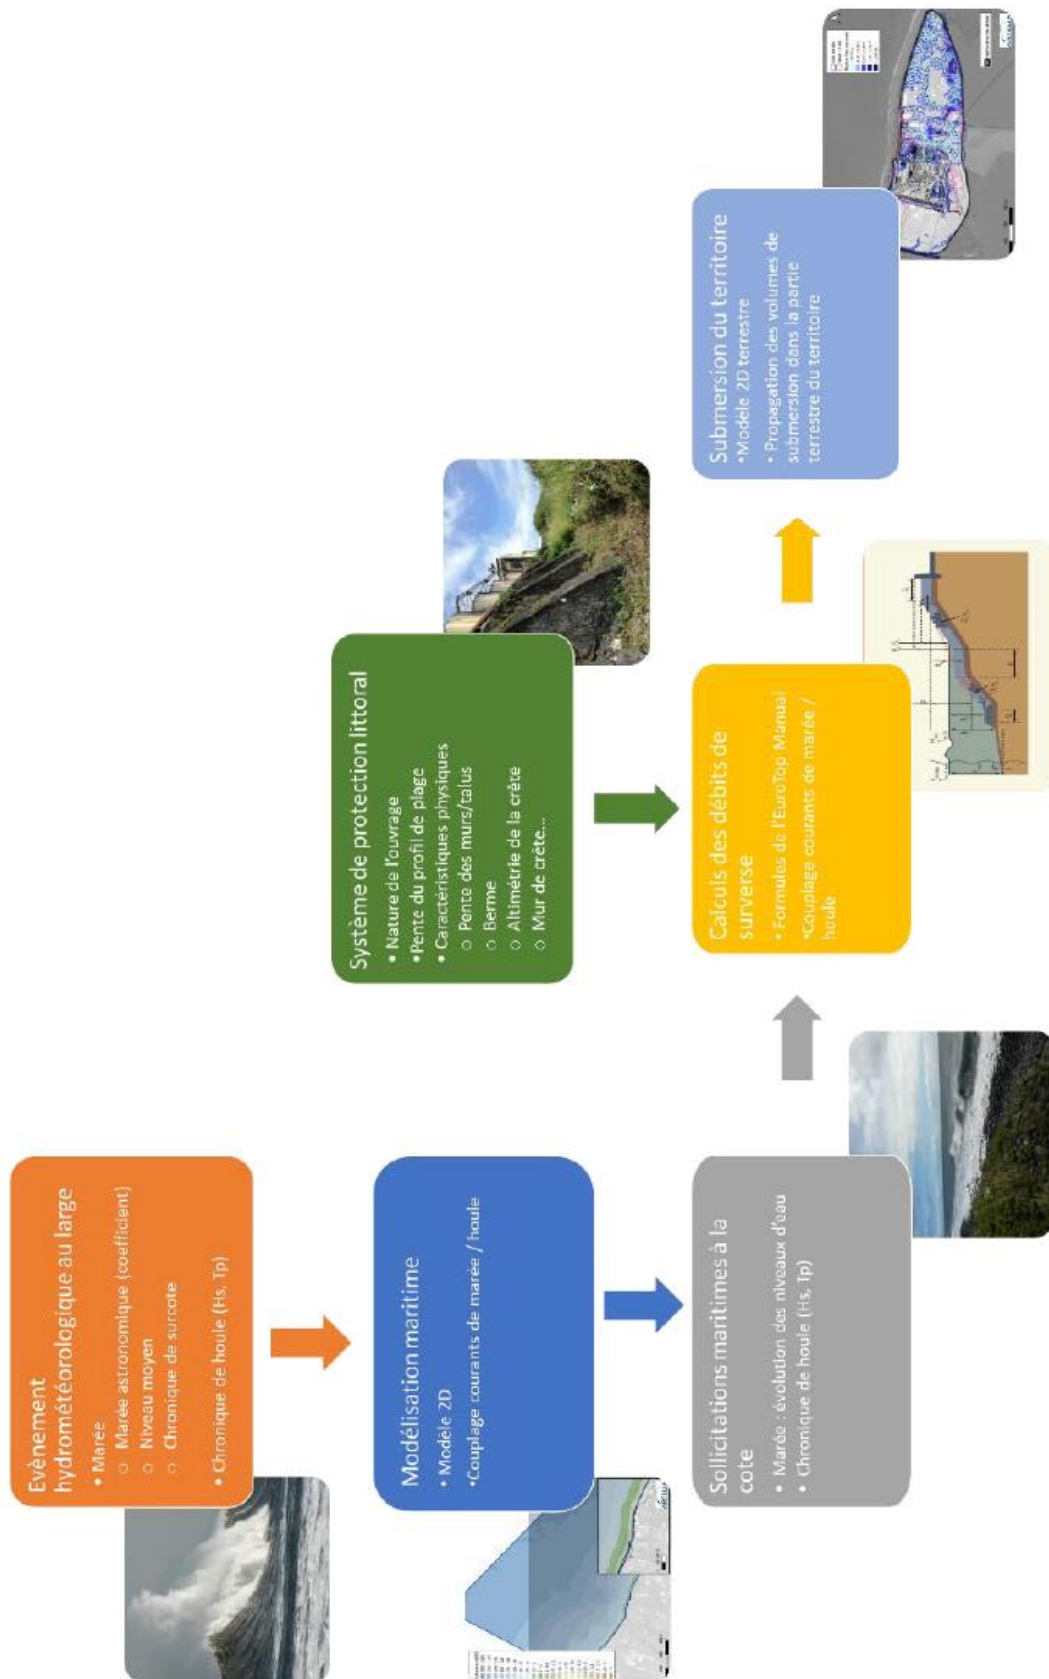 Evènement
hydrométéorologique au large
• Marée
○ Marée astronomique (coefficient)
○ Niveau moyen
○ Chronique de surcote
• Chronique de houle (Hs, Tp)
Modélisation maritime
• Modèle 2D
•Couplage courants de marée / houle
Sollicitations maritimes à la
cote
• Marée : évolution des niveaux d'eau
• Chronique de houle (Hs, Tp)
Système de protection littoral
• Nature de l'ouvrage
•Pente du profil de plage
• Caractéristiques physiques
○ Pente des murs/talus
○ Berme
○ Altimétrie de la crête
○ Mur de crête...
Calculs des débits de
surverse
• Formules de l'EuroTop Manual
•Couplage courants de marée /
houle
Submersion du territoire
•Modèle 2D terrestre
• Propagation des volumes de
submersion dans la partie
terrestre du territoire